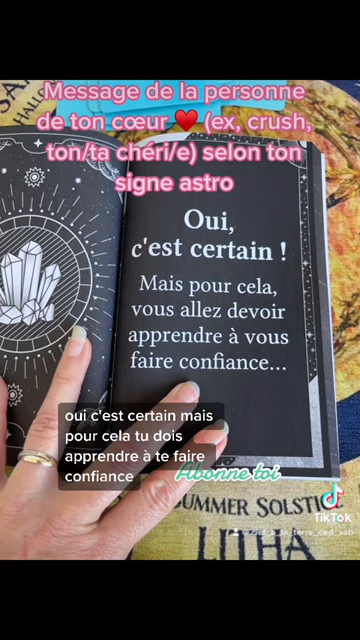 Message de la personne
de ton cœur ❤️ (ex, crush,
ton/ta chéri/e) selon ton
signe astro
Oui,
c'est certain !
Mais pour cela,
vous allez devoir
apprendre à vous
faire confiance...
oui c'est certain mais
pour cela tu dois
apprendre à te faire
confiance
Abonne toi
SUMMER SOLSTIC
LITHA
TikTok